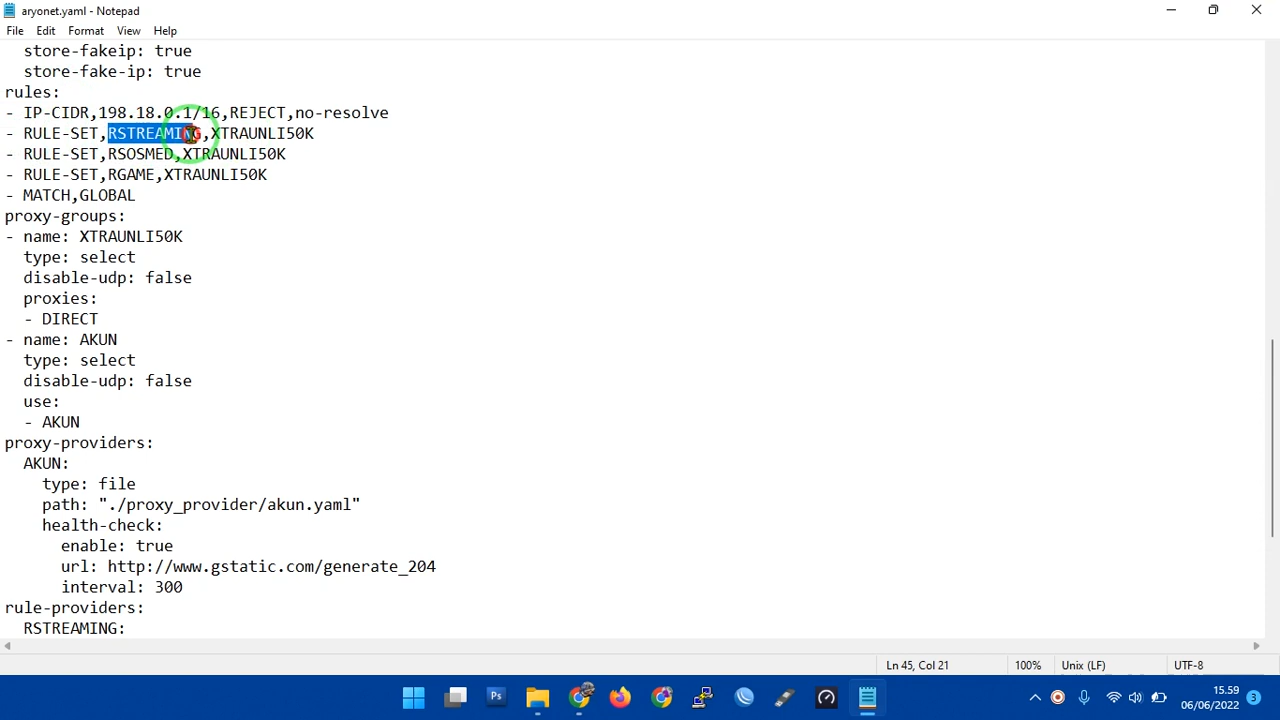 aryonet.yaml - Notepad
File Edit Format View Help
store-fakeip: true
store-fake-ip: true
rules:
- IP-CIDR,198.18.0.1/16,REJECT,no-resolve
- RULE-SET,RSTREAMING,XTRAUNLI50K
- RULE-SET,RSOSMED,XTRAUNLI50K
- RULE-SET,RGAME,XTRAUNLI50K
- MATCH,GLOBAL
proxy-groups:
- name: XTRAUNLI50K
type: select
disable-udp: false
proxies:
- DIRECT
- name: AKUN
type: select
disable-udp: false
use:
- AKUN
proxy-providers:
AKUN:
type: file
path: "./proxy_provider/akun.yaml"
health-check:
enable: true
url: http://www.gstatic.com/generate_204
interval: 300
rule-providers:
RSTREAMING:
Ln 45, Col 21 100% Unix (LF) UTF-8
Ps
15.59
06/06/2022
3